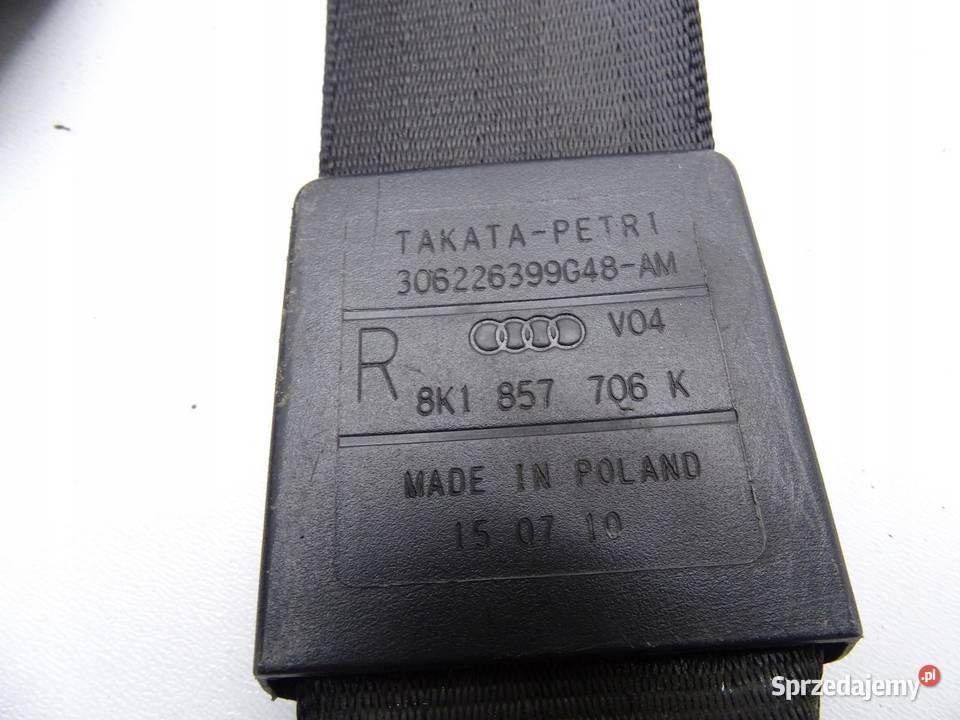 TAKATA-PETRI
306226399G48-AM
R V04
8K1 857 706 K
MADE IN POLAND
15 07 10
Sprzedajemy.pl